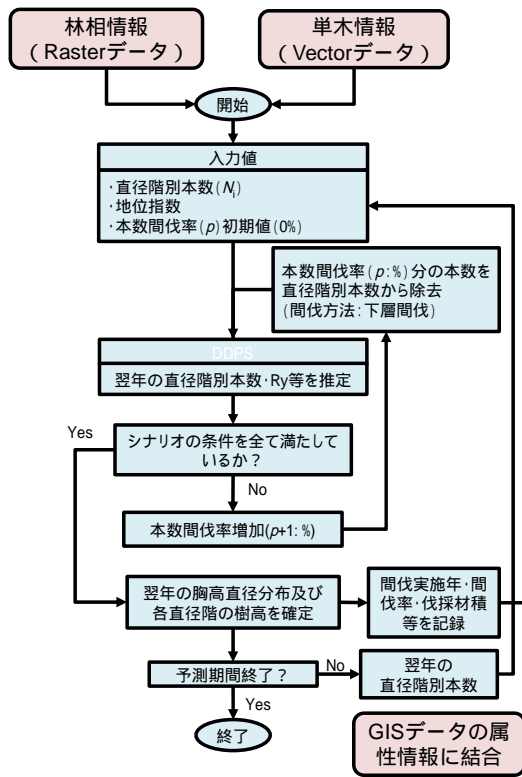 林相情報
(Rasterデータ)
単木情報
(Vectorデータ)
開始
入力値
･直径階別本数(Ni)
･地位指数
･本数間伐率(p)初期値(0%)
本数間伐率(p:%)分の本数を
直径階別本数から除去
(間伐方法:下層間伐)
DDPS
翌年の直径階別本数･Ry等を推定
Yes
シナリオの条件を全て満たして
いるか?
No
本数間伐率増加(p+1:%)
翌年の胸高直径分布及び
各直径階の樹高を確定
間伐実施年･間
伐率･伐採材積
等を記録
予測期間終了?
No
翌年の
直径階別本数
Yes
終了
GISデータの属
性情報に結合